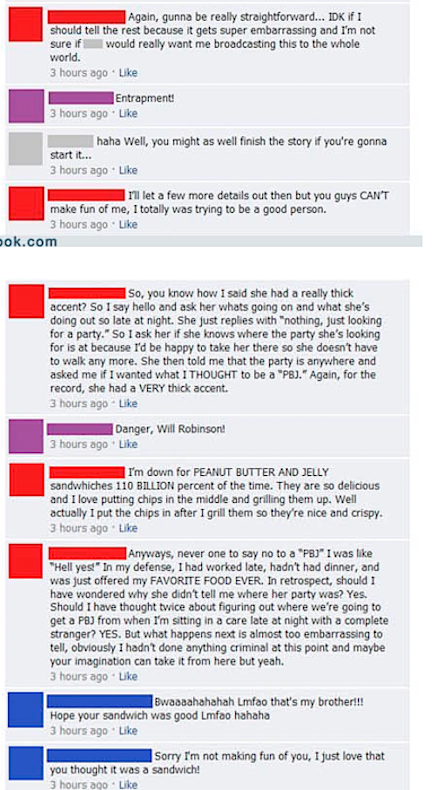 Again, gunna be really straightforward... IDK if I
should tell the rest because it gets super embarrassing and I'm not
sure if would really want me broadcasting this to the whole
world.
3 hours ago · Like
Entrapment!
3 hours ago · Like
haha Well, you might as well finish the story if you're gonna
start it...
3 hours ago · Like
I'll let a few more details out then but you guys CAN'T
make fun of me, I totally was trying to be a good person.
3 hours ago · Like
ok.com
So, you know how I said she had a really thick
accent? So I say hello and ask her whats going on and what she's
doing out so late at night. She just replies with "nothing, just looking
for a party." So I ask her if she knows where the party she's looking
for is at because I'd be happy to take her there so she doesn't have
to walk any more. She then told me that the party is anywhere and
asked me if I wanted what I THOUGHT to be a "PBJ." Again, for the
record, she had a VERY thick accent.
3 hours ago · Like
Danger, Will Robinson!
3 hours ago · Like
I'm down for PEANUT BUTTER AND JELLY
sandwhiches 110 BILLION percent of the time. They are so delicious
and I love putting chips in the middle and grilling them up. Well
actually I put the chips in after I grill them so they're nice and crispy.
3 hours ago · Like
Anyways, never one to say no to a "PBJ" I was like
"Hell yes!" In my defense, I had worked late, hadn't had dinner, and
was just offered my FAVORITE FOOD EVER. In retrospect, should I
have wondered why she didn't tell me where her party was? Yes.
Should I have thought twice about figuring out where we're going to
get a PBJ from when I'm sitting in a care late at night with a complete
stranger? YES. But what happens next is almost too embarrassing to
tell, obviously I hadn't done anything criminal at this point and maybe
your imagination can take it from here but yeah.
3 hours ago · Like
Bwaaaahahahah Lmfao that's my brother!!!
Hope your sandwich was good Lmfao hahaha
3 hours ago · Like
Sorry I'm not making fun of you, I just love that
you thought it was a sandwich!
3 hours ago · Like